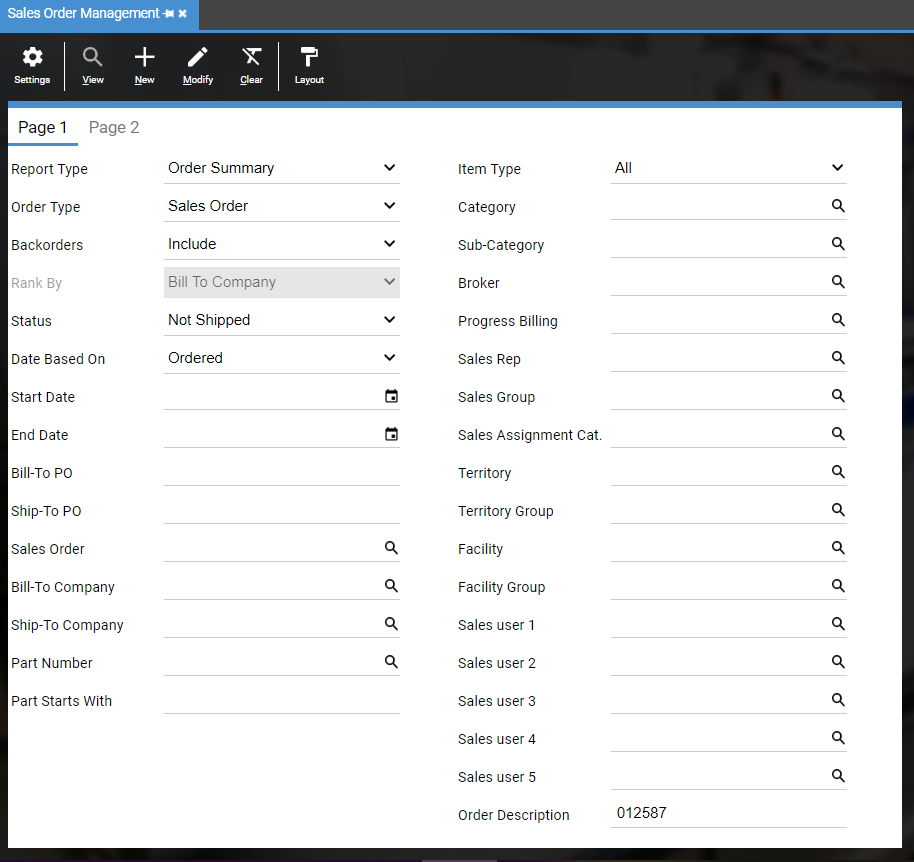 Sales Order Management
Settings
View
New
Modify
Clear
Layout
Page 1
Page 2
Report Type
Order Summary
Order Type
Sales Order
Backorders
Include
Rank By
Bill To Company
Status
Not Shipped
Date Based On
Ordered
Start Date
End Date
Bill-To PO
Ship-To PO
Sales Order
Bill-To Company
Ship-To Company
Part Number
Part Starts With
Item Type
All
Category
Sub-Category
Broker
Progress Billing
Sales Rep
Sales Group
Sales Assignment Cat.
Territory
Territory Group
Facility
Facility Group
Sales user 1
Sales user 2
Sales user 3
Sales user 4
Sales user 5
Order Description
012587